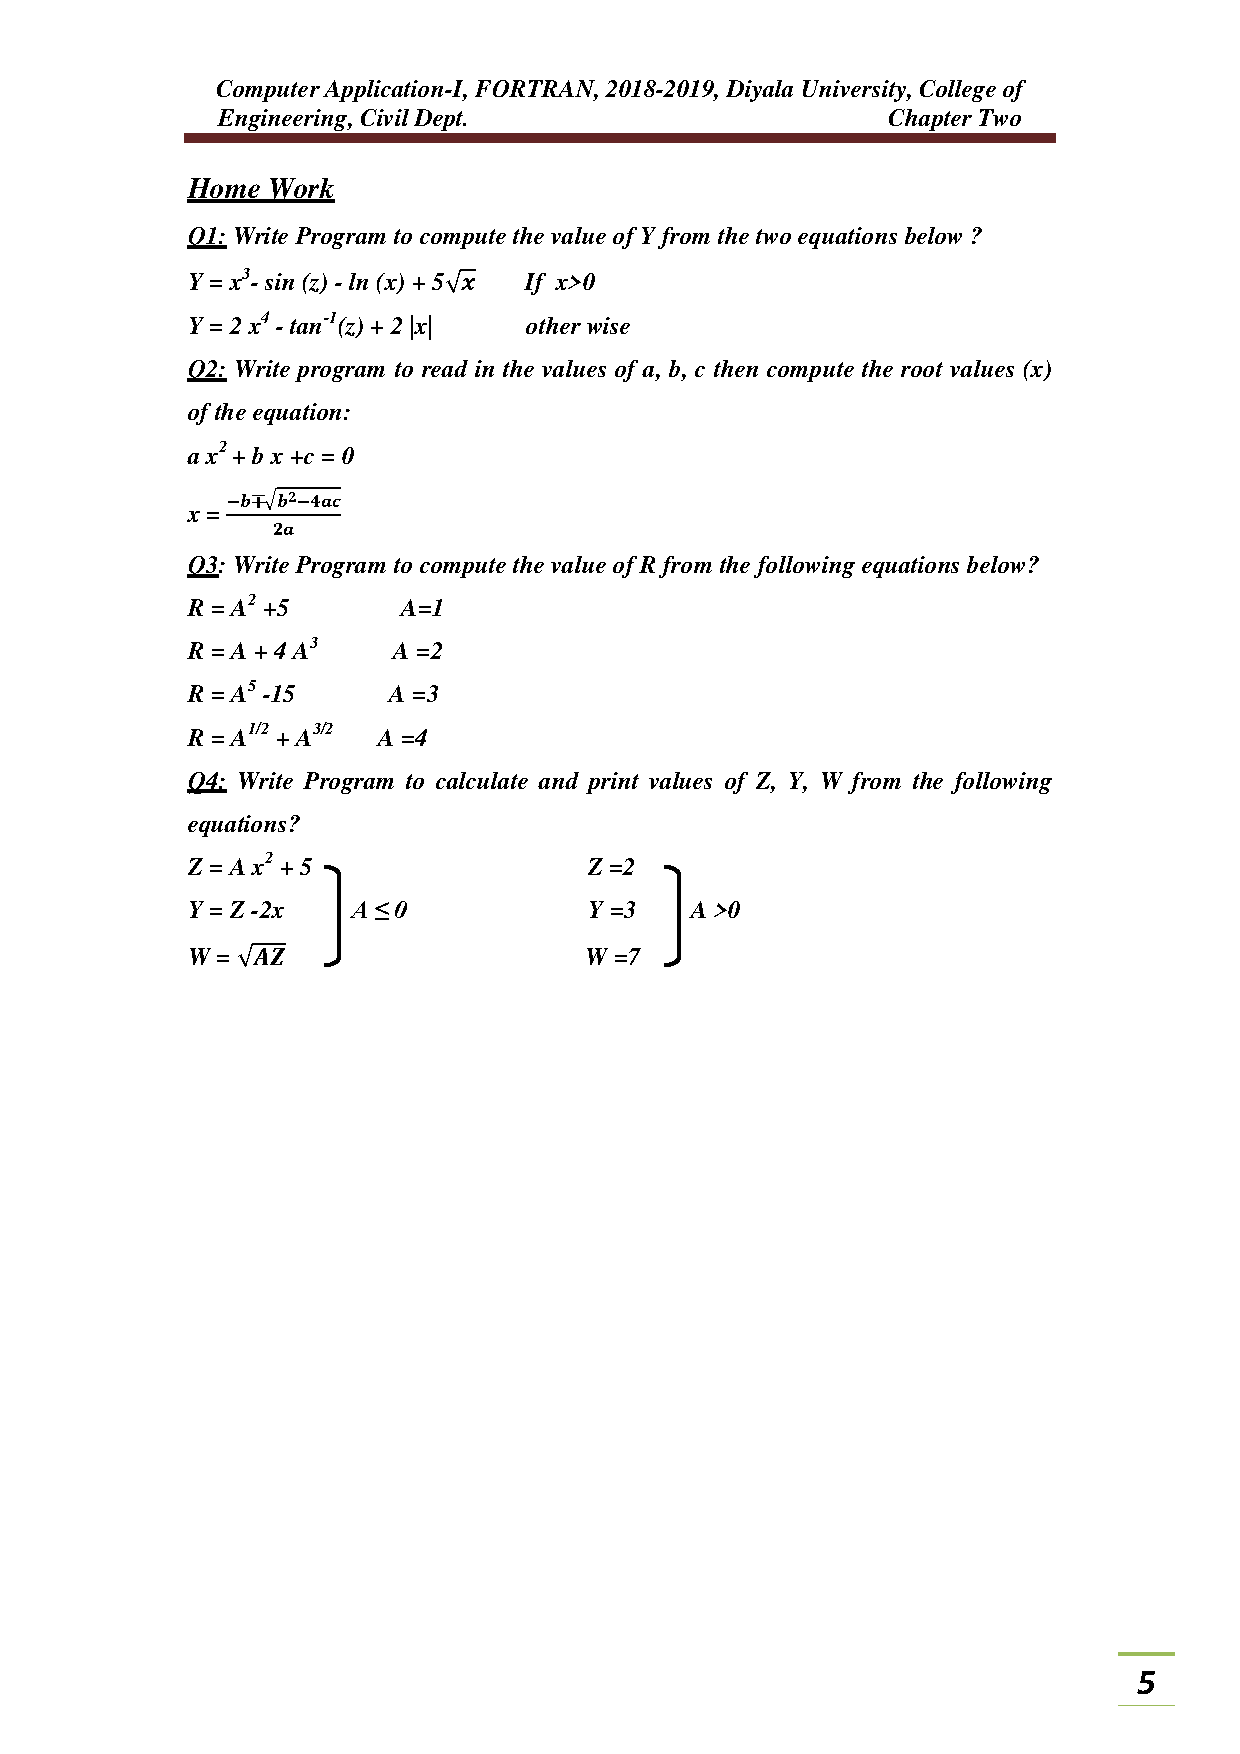 Computer Application-I, FORTRAN, 2018-2019, Diyala University, College of
Engineering, Civil Dept. Chapter Two
Home Work
Q1: Write Program to compute the value of Y from the two equations below ?
Y = x³- sin (z) - ln (x) + 5√x If x>0
Y = 2 x⁴ - tan⁻¹(z) + 2 |x| other wise
Q2: Write program to read in the values of a, b, c then compute the root values (x)
of the equation:
a x² + b x +c = 0
x = (−b∓√(b²−4ac))/(2a)
Q3: Write Program to compute the value of R from the following equations below?
R = A² +5 A=1
R = A + 4 A³ A =2
R = A⁵ -15 A =3
R = A^1/2 + A^3/2 A =4
Q4: Write Program to calculate and print values of Z, Y, W from the following
equations?
Z = A x² + 5 Z =2
Y = Z -2x A ≤ 0 Y =3 A >0
W = √AZ W =7
5